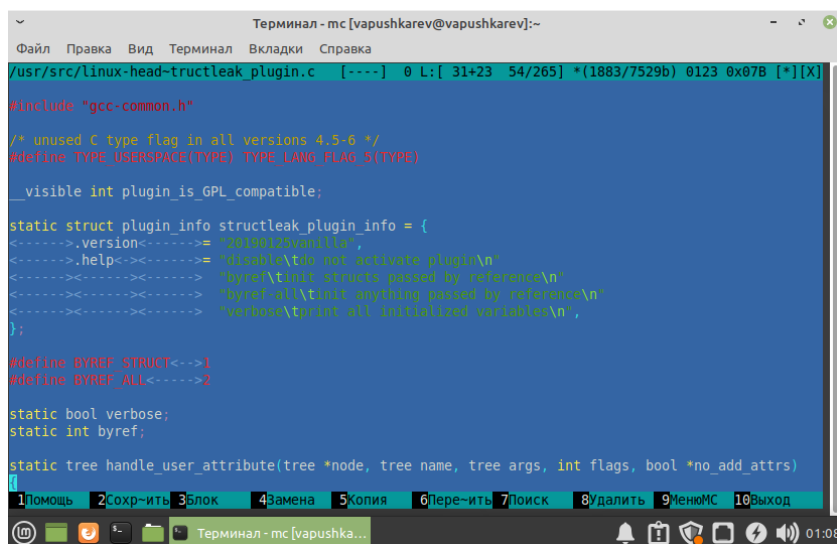 Терминал - mc [vapushkarev@vapushkarev]:~
Файл Правка Вид Терминал Вкладки Справка
/usr/src/linux-head~tructleak_plugin.c [----] 0 L:[ 31+23 54/265] *(1883/7529b) 0123 0x07B [*][X]
#include "gcc-common.h"
/* unused C type flag in all versions 4.5-6 */
#define TYPE_USERSPACE(TYPE) TYPE_LANG_FLAG_5(TYPE)
__visible int plugin_is_GPL_compatible;
static struct plugin_info structleak_plugin_info = {
<------>.version<------>= "20190125vanilla",
<------>.help<-><------>= "disable\tdo not activate plugin\n"
<------><------><------>  "byref\tinit structs passed by reference\n"
<------><------><------>  "byref-all\tinit anything passed by reference\n"
<------><------><------>  "verbose\tprint all initialized variables\n",
};
#define BYREF_STRUCT<-->1
#define BYREF_ALL<----->2
static bool verbose;
static int byref;
static tree handle_user_attribute(tree *node, tree name, tree args, int flags, bool *no_add_attrs)
{
1Помощь 2Сохр~ить 3Блок 4Замена 5Копия 6Пере~ить 7Поиск 8Удалить 9МенюMC 10Выход
Терминал - mc [vapushka... 01:08